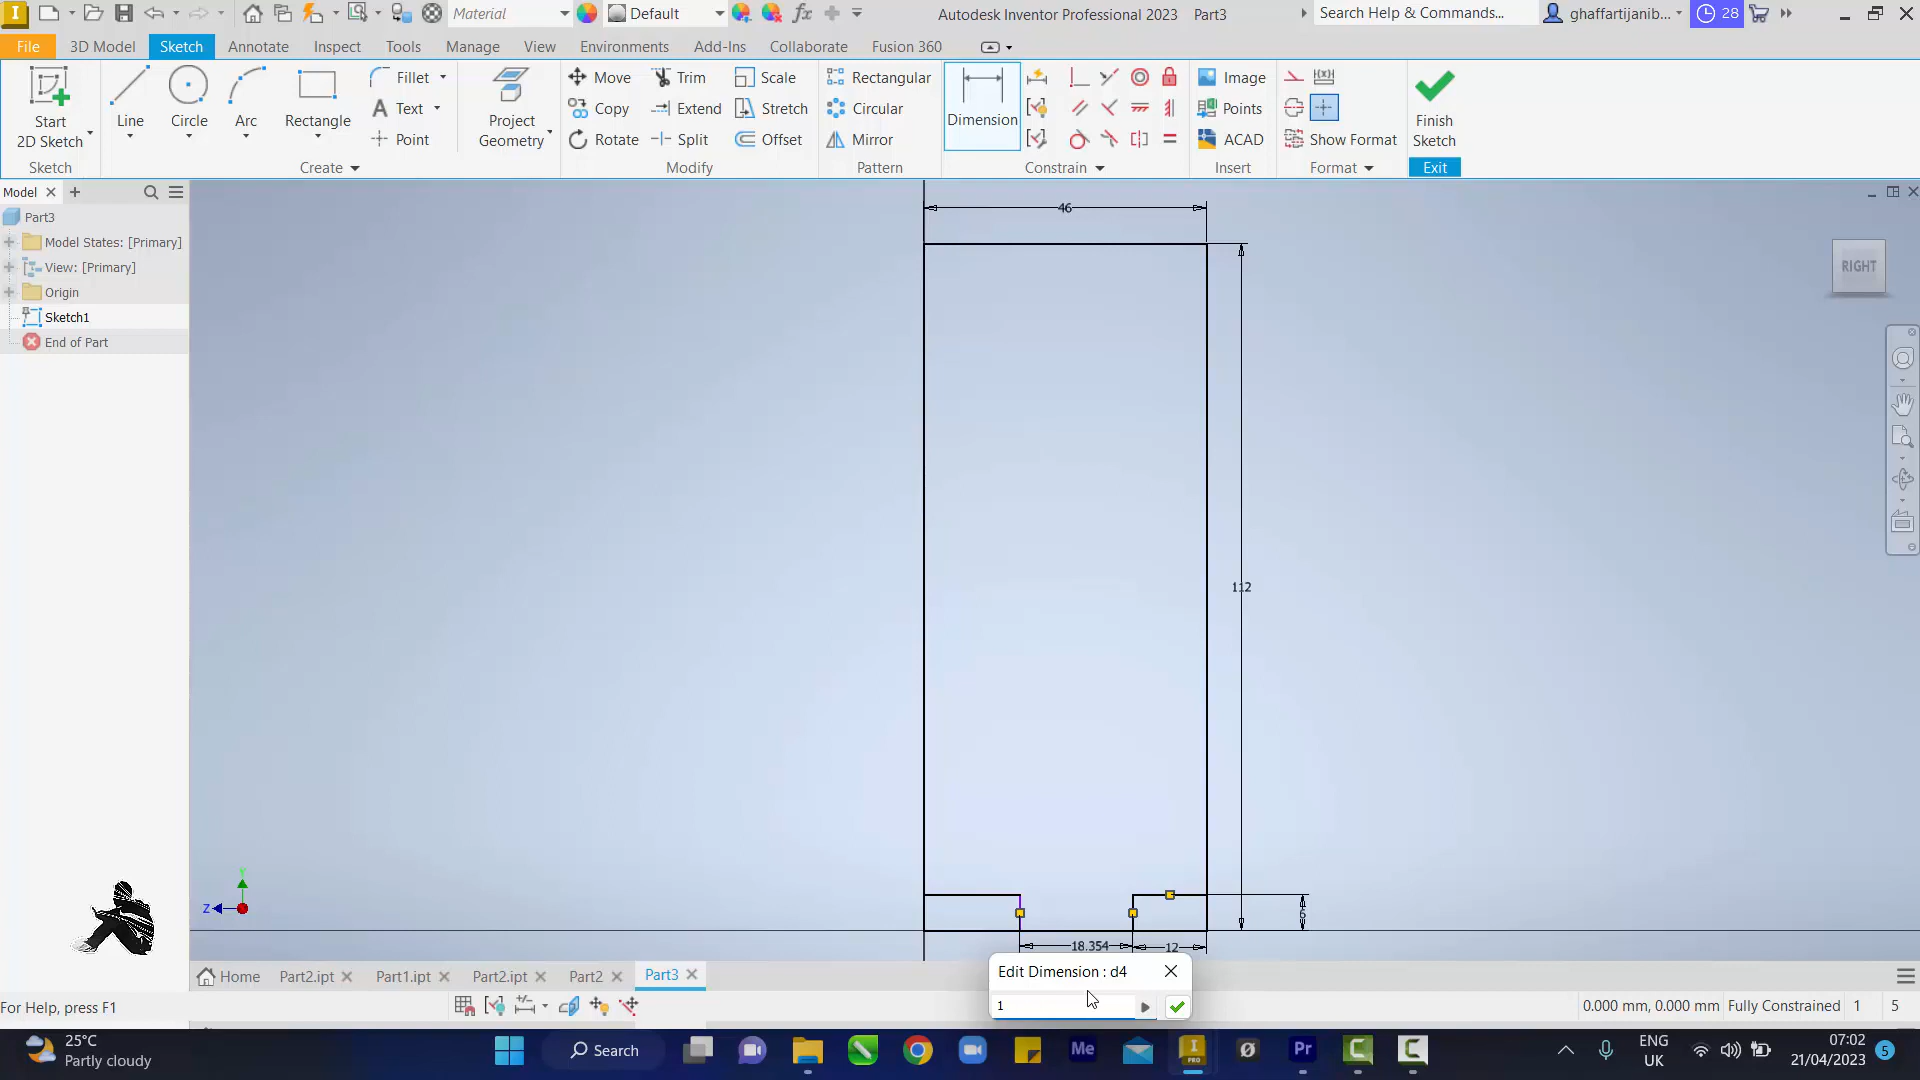 Material
Default
Autodesk Inventor Professional 2023 Part3
Search Help & Commands...
ghaffartijanib...
28
File 3D Model Sketch Annotate Inspect Tools Manage View Environments Add-Ins Collaborate Fusion 360
Start
2D Sketch
Line
Circle
Arc
Rectangle
Fillet
Text
Point
Project
Geometry
Move
Copy
Rotate
Trim
Extend
Split
Scale
Stretch
Offset
Rectangular
Circular
Mirror
Dimension
Image
Points
ACAD
Show Format
Finish
Sketch
Sketch
Create
Modify
Pattern
Constrain
Insert
Format
Exit
Model
Part3
Model States: [Primary]
View: [Primary]
Origin
Sketch1
End of Part
46
RIGHT
112
6
18.354
12
Y
Z
Edit Dimension : d4
1
Home Part2.ipt Part1.ipt Part2.ipt Part2 Part3
For Help, press F1
0.000 mm, 0.000 mm Fully Constrained 1 5
25°C
Partly cloudy
Search
Me
I
PRO
Pr
ENG
UK
07:02
21/04/2023
5